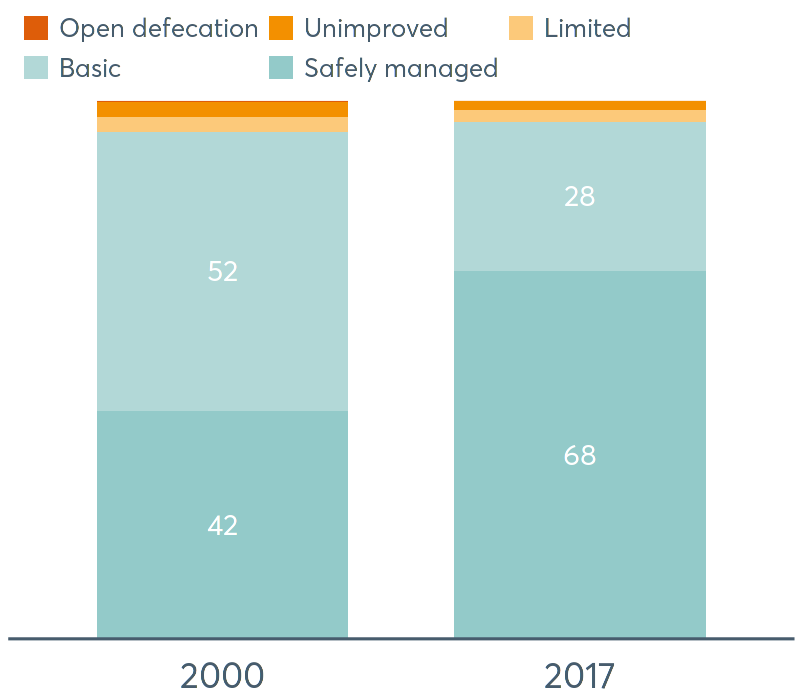 Open defecation Unimproved Limited
Basic Safely managed
28
52
68
42
2000 2017